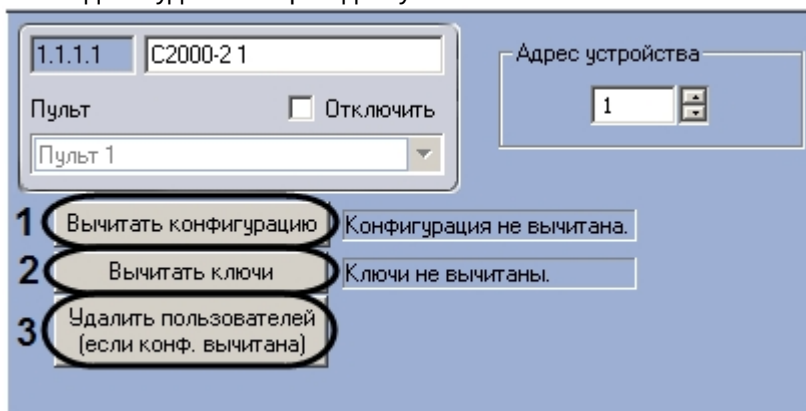 1.1.1.1 С2000-2 1
Адрес устройства
Пульт Отключить
1
Пульт 1
1 Вычитать конфигурацию Конфигурация не вычитана.
2 Вычитать ключи Ключи не вычитаны.
3 Удалить пользователей
(если конф. вычитана)